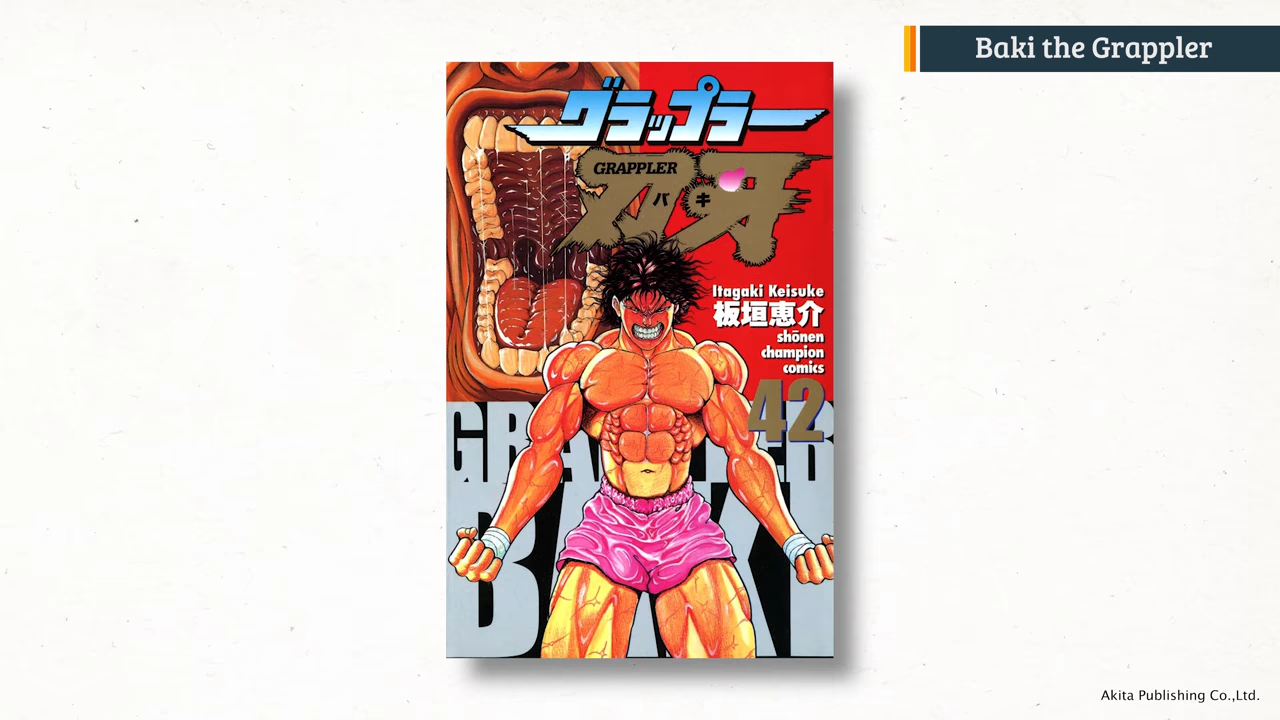 Baki the Grappler
グラップラー
GRAPPLER
刃牙
バキ
Itagaki Keisuke
板垣恵介
shōnen
champion
comics
42
GRAPPLER
BAKI
Akita Publishing Co.,Ltd.